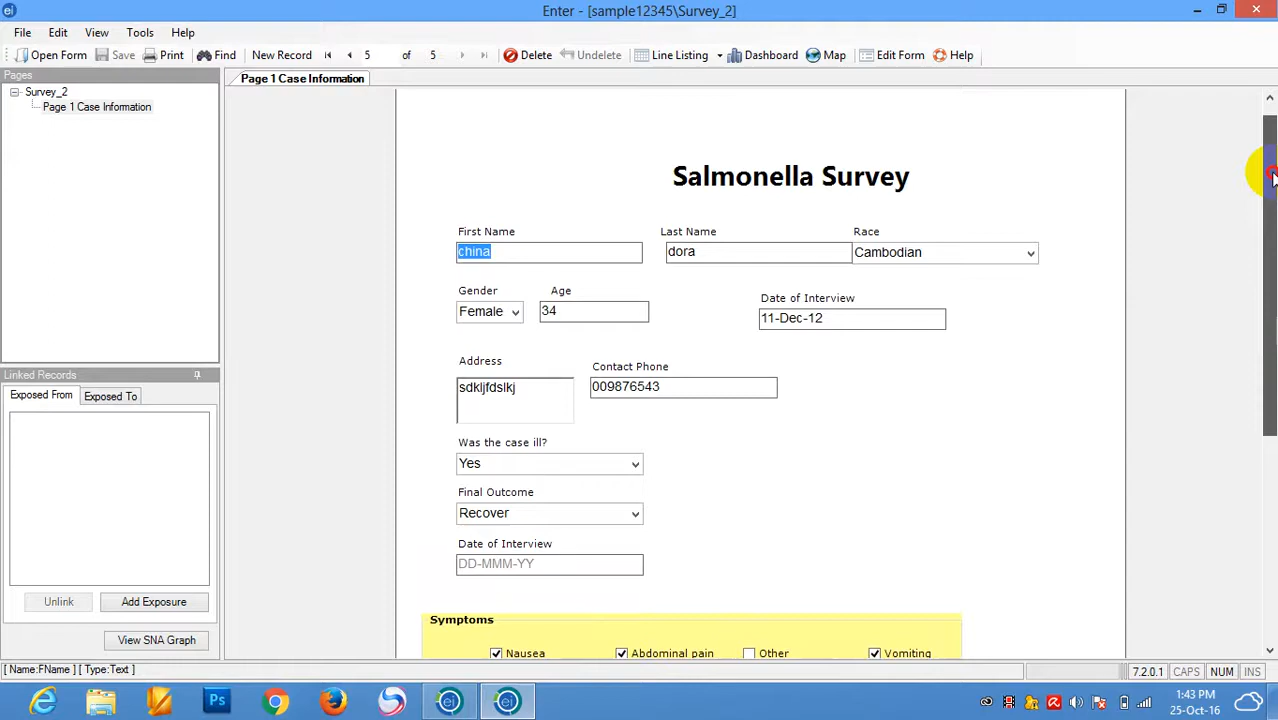 Enter - [sample12345\Survey_2]
File Edit View Tools Help
Open Form Save Print Find New Record 5 of 5 Delete Undelete Line Listing Dashboard Map Edit Form Help
Pages
Page 1 Case Information
Survey_2
Page 1 Case Information
Salmonella Survey
First Name Last Name Race
china dora Cambodian
Gender Age Date of Interview
Female 34 11-Dec-12
Address Contact Phone
sdkljfdslkj 009876543
Was the case ill?
Yes
Final Outcome
Recover
Date of Interview
DD-MMM-YY
Symptoms
Nausea Abdominal pain Other Vomiting
Linked Records
Exposed From Exposed To
Unlink Add Exposure
View SNA Graph
[ Name:FName ] [ Type:Text ] 7.2.0.1 CAPS NUM INS
Ps
1:43 PM
25-Oct-16